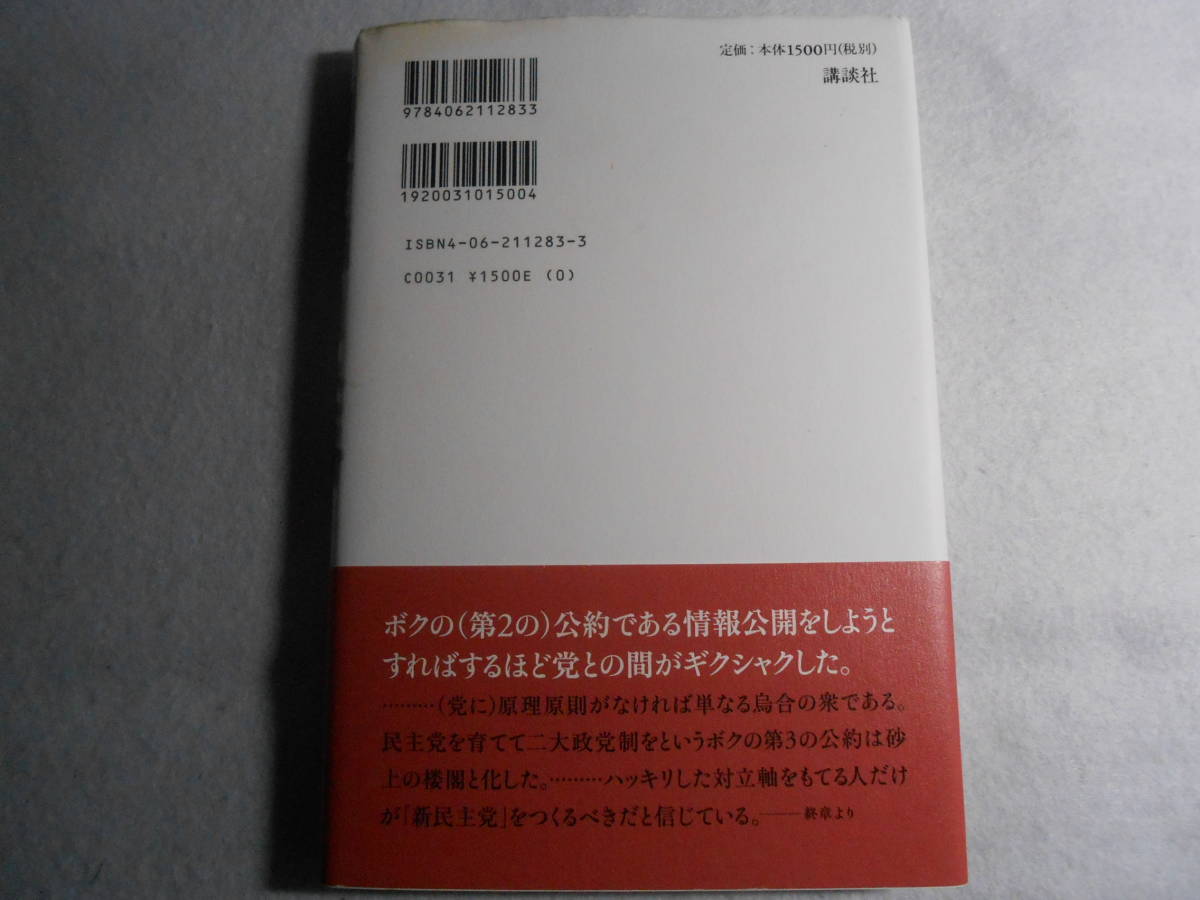 定価：本体1500円（税別）
講談社
9784062112833
1920031015004
ISBN4-06-211283-3
C0031 ¥1500E (0)
ボクの（第2の）公約である情報公開をしようと
すればするほど党との間がギクシャクした。
………（党に）原理原則がなければ単なる烏合の衆である。
民主党を育てて二大政党制をというボクの第3の公約は砂
上の楼閣と化した。………ハッキリした対立軸をもてる人だけ
が「新民主党」をつくるべきだと信じている。――終章より